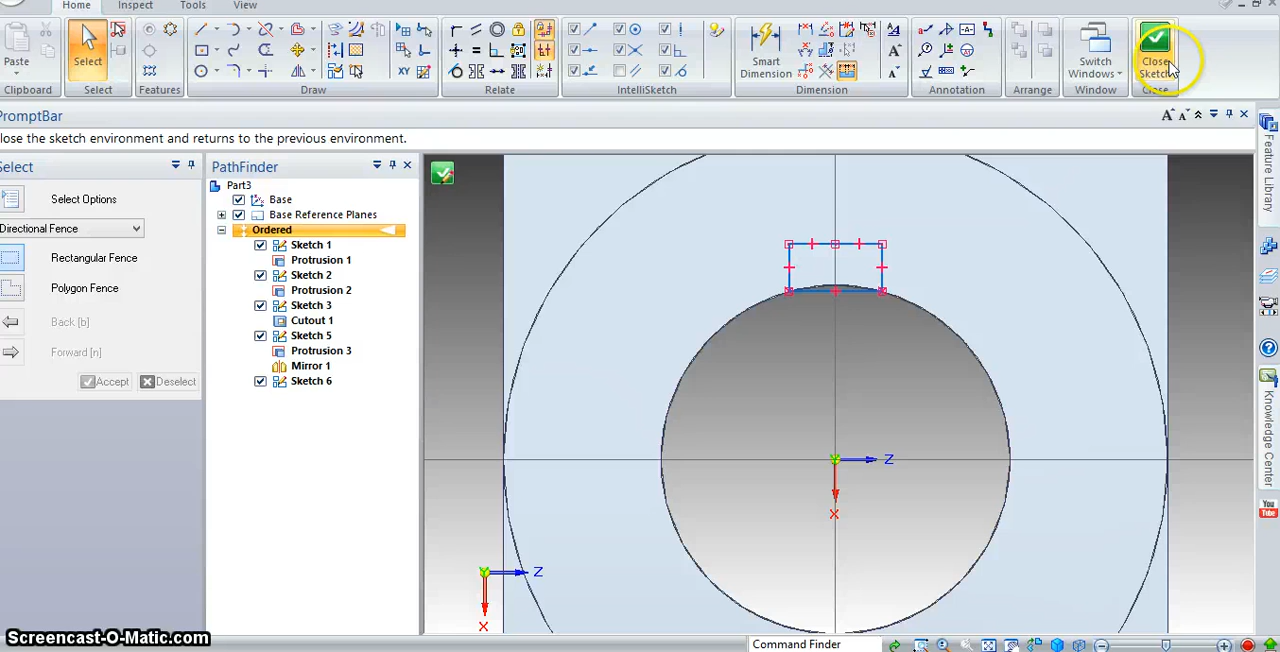 Home Inspect Tools View
Paste
Select
Smart Dimension
Switch Windows
Close Sketch
Clipboard Select Features Draw Relate IntelliSketch Dimension Annotation Arrange Window Close
PromptBar
lose the sketch environment and returns to the previous environment.
Select
PathFinder
Select Options
Directional Fence
Rectangular Fence
Polygon Fence
Back [b]
Forward [n]
Accept Deselect
Part3
Base
Base Reference Planes
Ordered
Sketch 1
Protrusion 1
Sketch 2
Protrusion 2
Sketch 3
Cutout 1
Sketch 5
Protrusion 3
Mirror 1
Sketch 6
XY
A
A
A
A
Z
X
Z
X
Feature Library
Knowledge Center
You Tube
Screencast-O-Matic.com
Command Finder